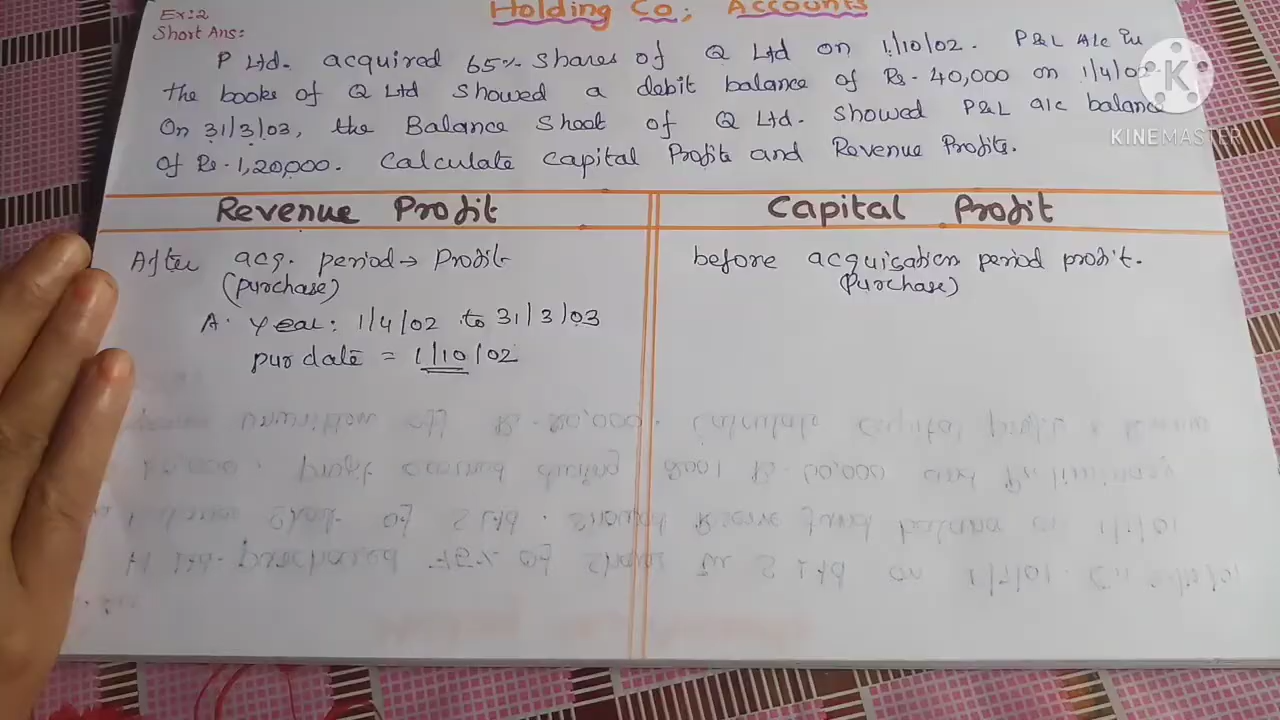 Holding Co; Accounts
Ex:2
Short Ans:
P Ltd. acquired 65% shares of Q Ltd on 1/10/02. P&L A/c in
the books of Q Ltd showed a debit balance of Rs-40,000 on 1/4/02.
On 31/3/03, the Balance Sheet of Q Ltd. showed P&L a/c balance
of Rs-1,20,000. Calculate Capital Profits and Revenue Profits.
KINEMASTER
Revenue Profit
Capital Profit
After acq. period → Profit
(purchase)
A. Year: 1/4/02 to 31/3/03
pur date = 1/10/02
before acquisation period profit.
(purchase)